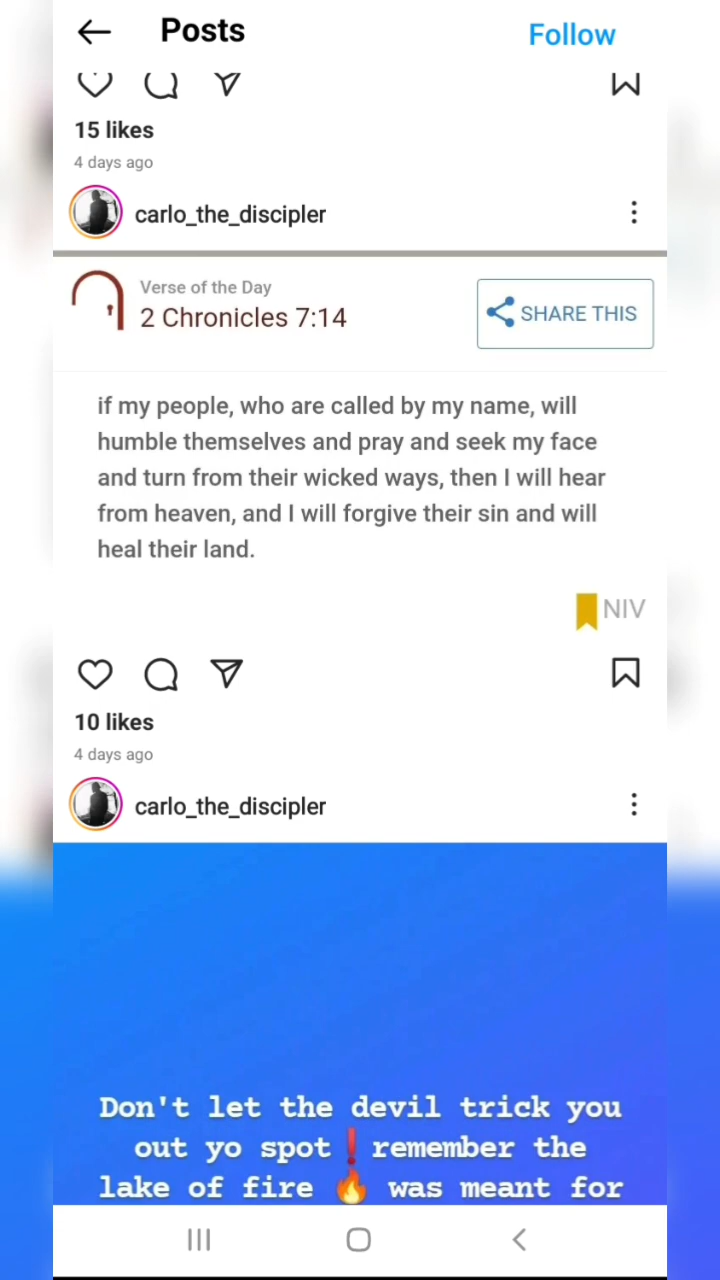 Posts
Follow
15 likes
4 days ago
carlo_the_discipler
Verse of the Day
2 Chronicles 7:14
SHARE THIS
if my people, who are called by my name, will
humble themselves and pray and seek my face
and turn from their wicked ways, then I will hear
from heaven, and I will forgive their sin and will
heal their land.
NIV
10 likes
4 days ago
carlo_the_discipler
Don't let the devil trick you
out yo spot❗remember the
lake of fire 🔥 was meant for